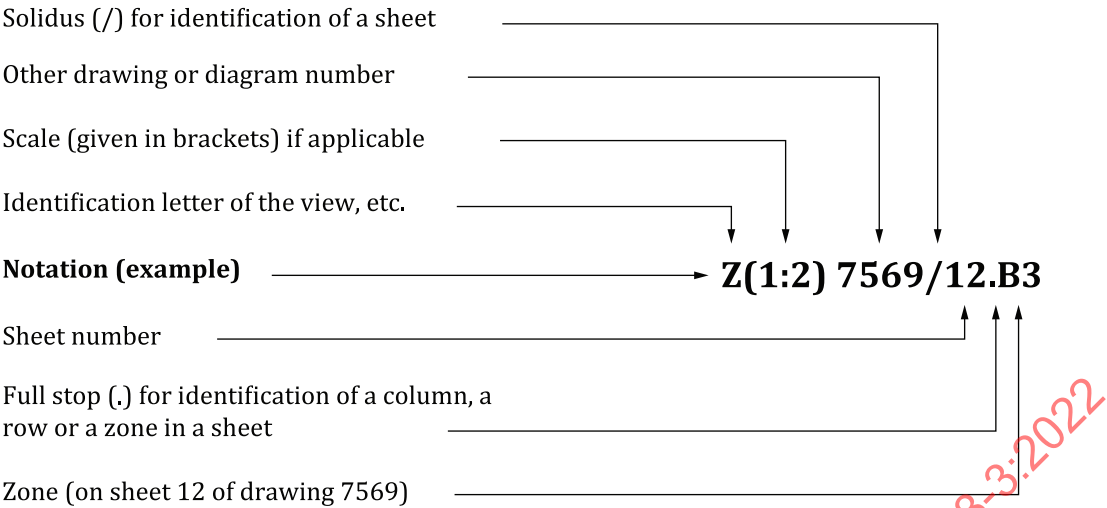 Solidus (/) for identification of a sheet
Other drawing or diagram number
Scale (given in brackets) if applicable
Identification letter of the view, etc.
Notation (example)
Z(1:2) 7569/12.B3
Sheet number
Full stop (.) for identification of a column, a
row or a zone in a sheet
Zone (on sheet 12 of drawing 7569)
-3:2022